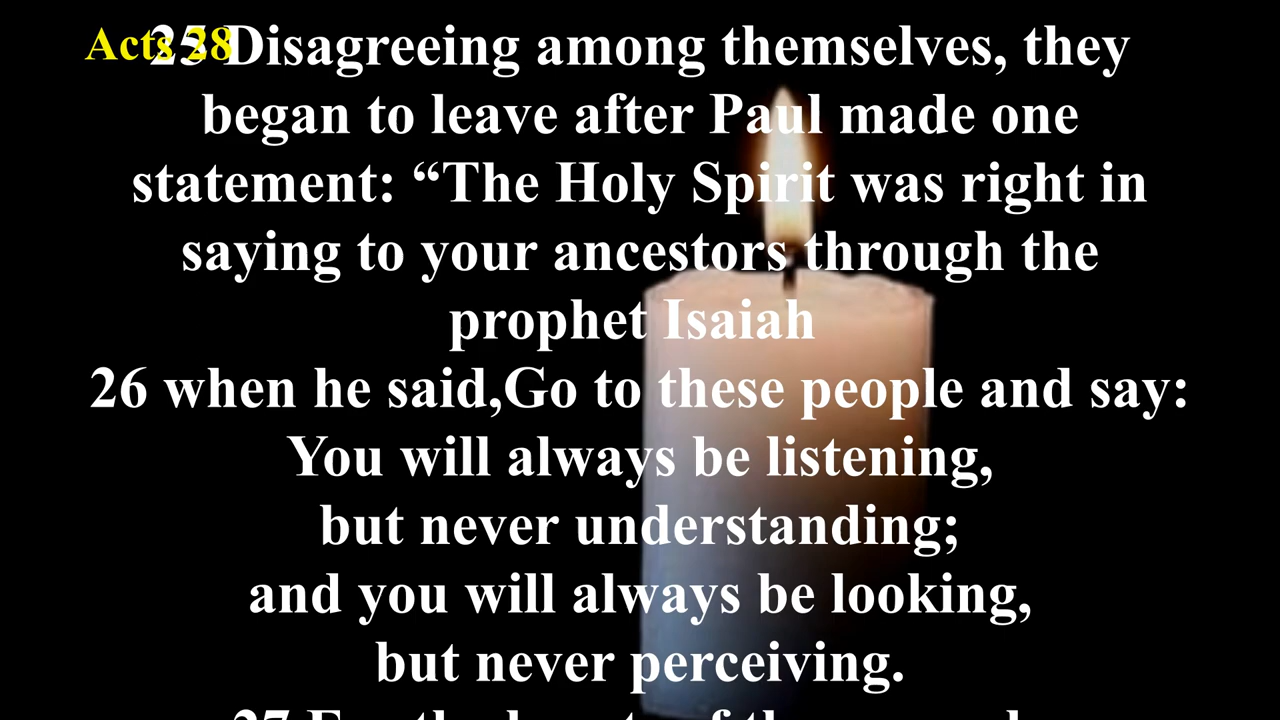 Acts 28
25 Disagreeing among themselves, they
began to leave after Paul made one
statement: “The Holy Spirit was right in
saying to your ancestors through the
prophet Isaiah
26 when he said,Go to these people and say:
You will always be listening,
but never understanding;
and you will always be looking,
but never perceiving.